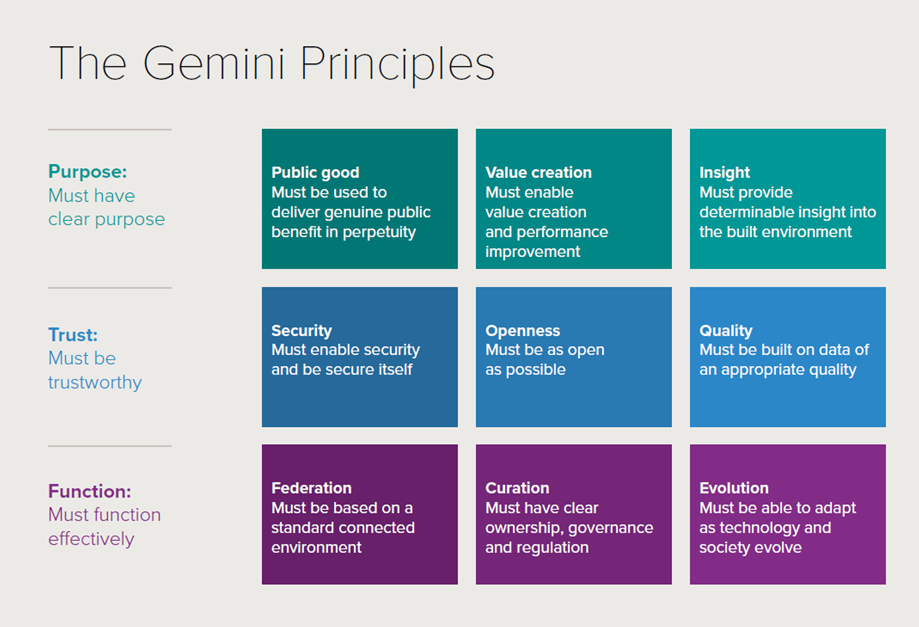 The Gemini Principles
Purpose:
Must have
clear purpose
Public good
Must be used to
deliver genuine public
benefit in perpetuity
Value creation
Must enable
value creation
and performance
improvement
Insight
Must provide
determinable insight into
the built environment
Trust:
Must be
trustworthy
Security
Must enable security
and be secure itself
Openness
Must be as open
as possible
Quality
Must be built on data of
an appropriate quality
Function:
Must function
effectively
Federation
Must be based on a
standard connected
environment
Curation
Must have clear
ownership, governance
and regulation
Evolution
Must be able to adapt
as technology and
society evolve